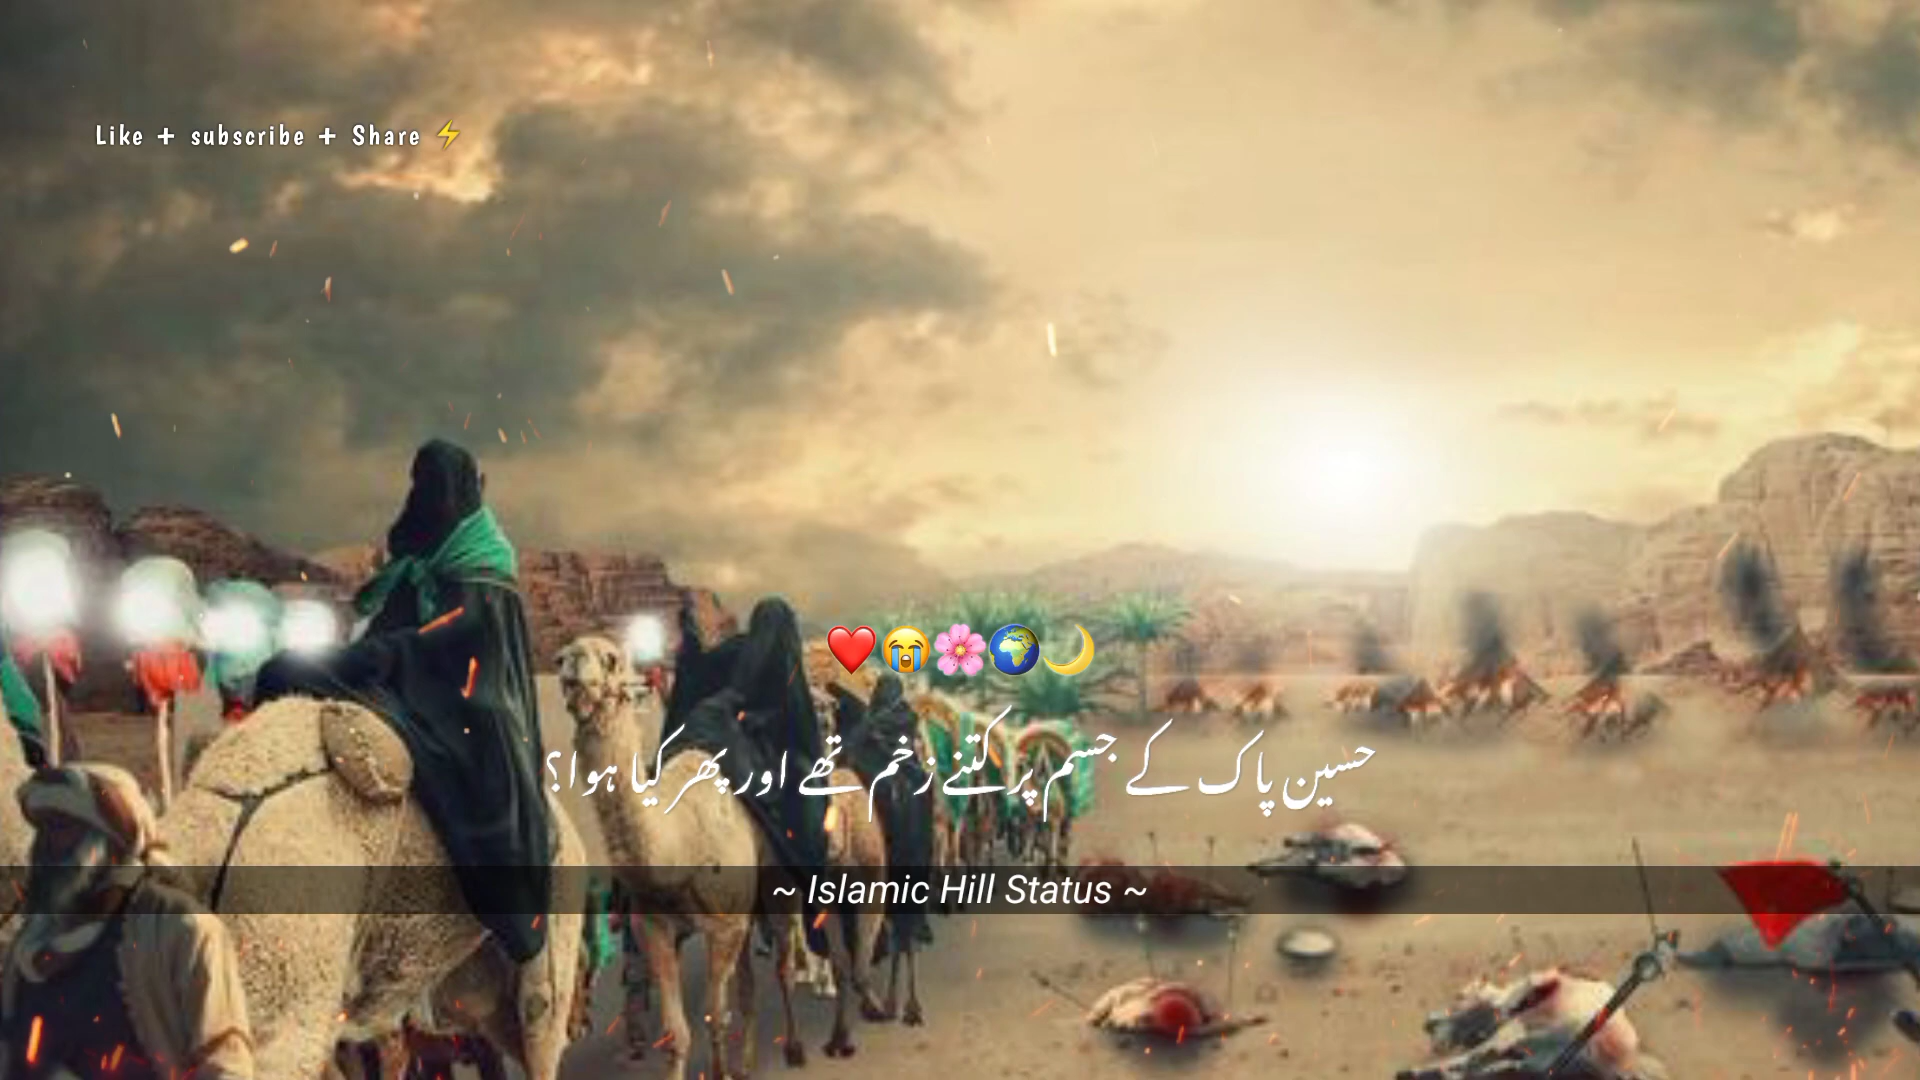 Like + subscribe + Share ⚡
❤️😭🌸🌍🌙
حسین پاک کے جسم پر کتنے زخم تھے اور پھر کیا ہوا؟
~ Islamic Hill Status ~